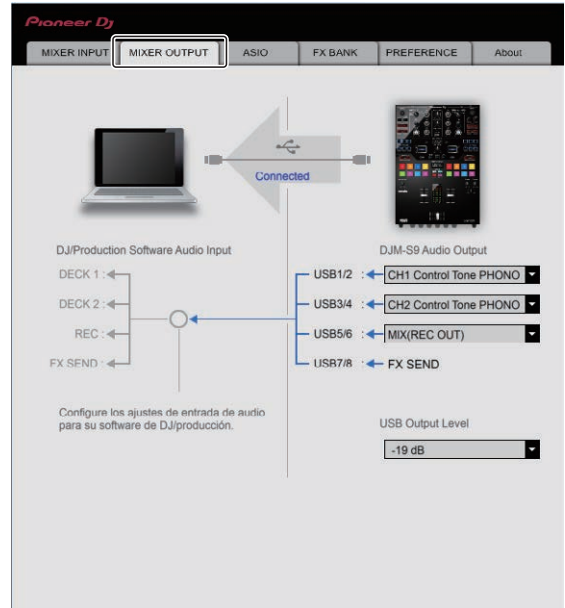 Pioneer Dj
MIXER INPUT MIXER OUTPUT ASIO FX BANK PREFERENCE About
Connected
DJ/Production Software Audio Input
DJM-S9 Audio Output
DECK 1 : USB1/2 : CH1 Control Tone PHONO
DECK 2 : USB3/4 : CH2 Control Tone PHONO
REC : USB5/6 : MIX(REC OUT)
FX SEND : USB7/8 : FX SEND
Configure los ajustes de entrada de audio
para su software de DJ/producción.
USB Output Level
-19 dB